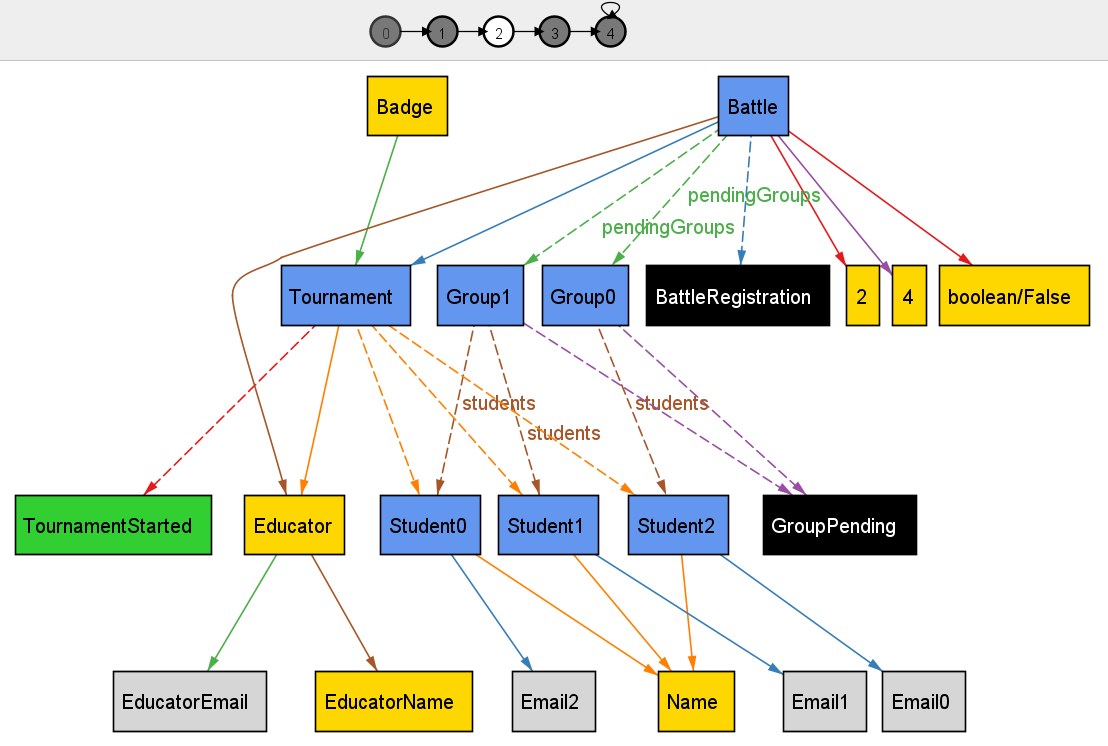 0 1 2 3 4
Badge
Battle
pendingGroups
pendingGroups
Tournament
Group1
Group0
BattleRegistration
2
4
boolean/False
students
students
students
TournamentStarted
Educator
Student0
Student1
Student2
GroupPending
EducatorEmail
EducatorName
Email2
Name
Email1
Email0